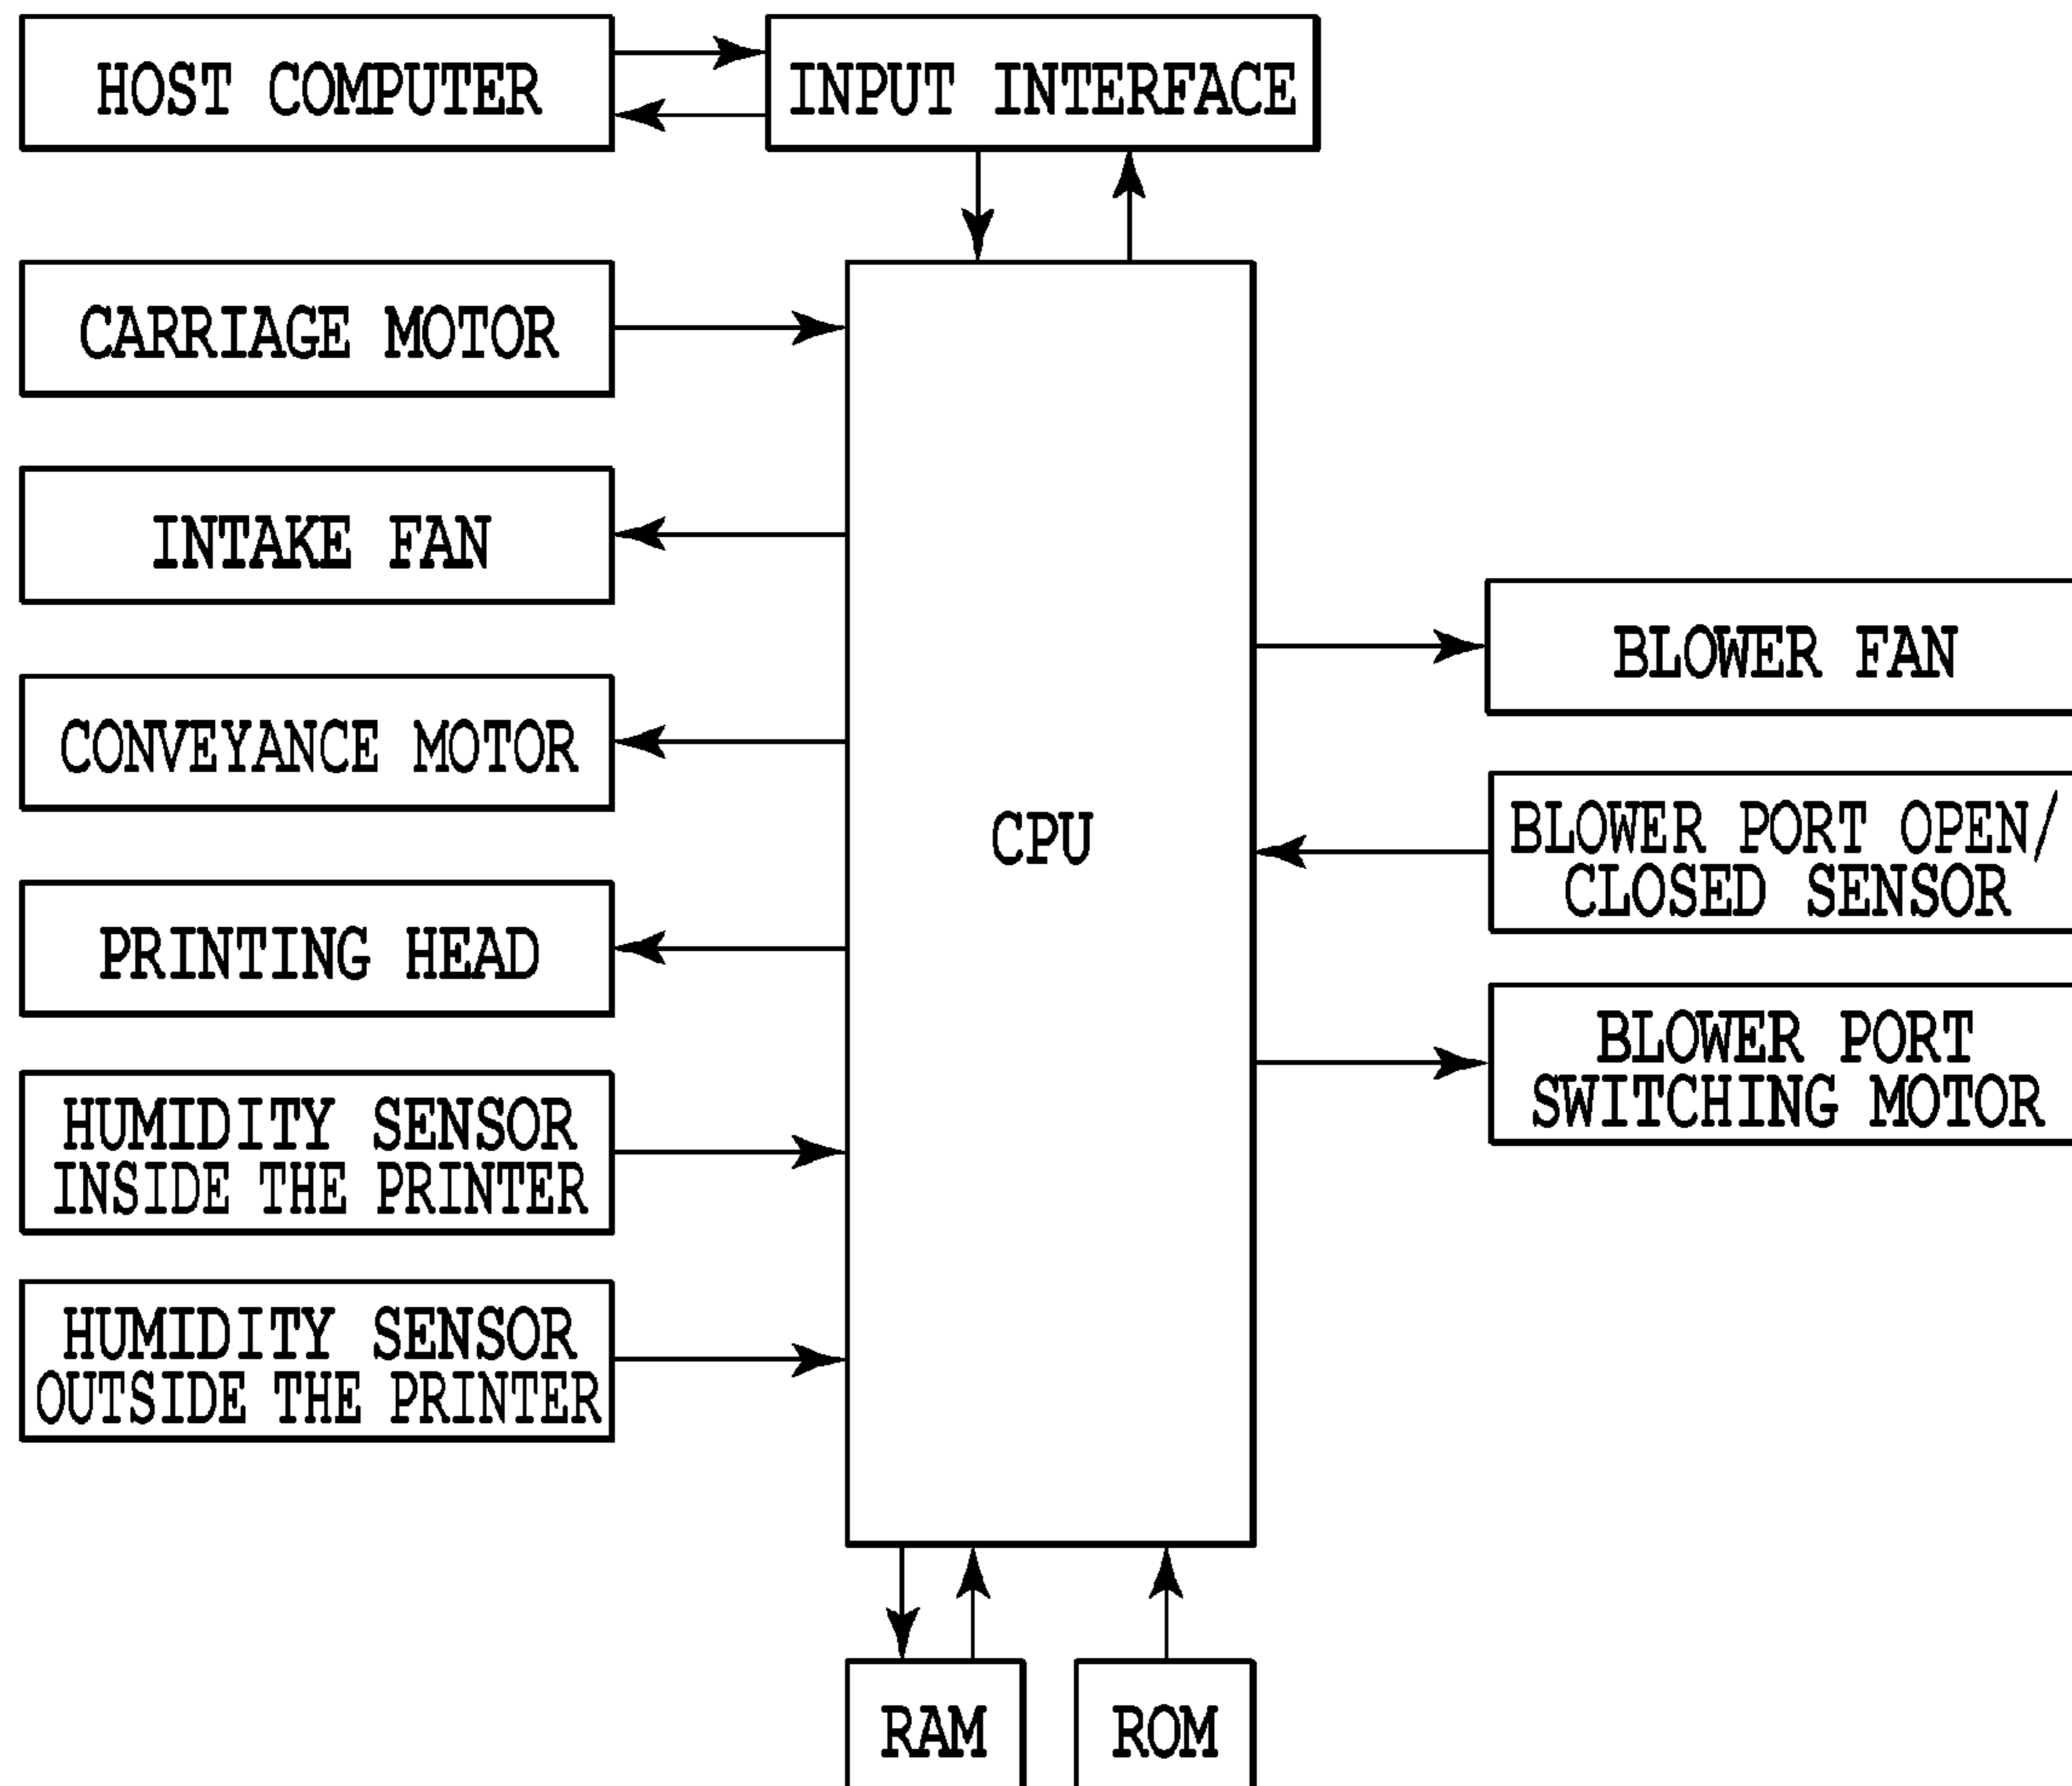 HOST COMPUTER
INPUT INTERFACE
CARRIAGE MOTOR
INTAKE FAN
CONVEYANCE MOTOR
PRINTING HEAD
HUMIDITY SENSOR
INSIDE THE PRINTER
HUMIDITY SENSOR
OUTSIDE THE PRINTER
CPU
BLOWER FAN
BLOWER PORT OPEN/
CLOSED SENSOR
BLOWER PORT
SWITCHING MOTOR
RAM
ROM